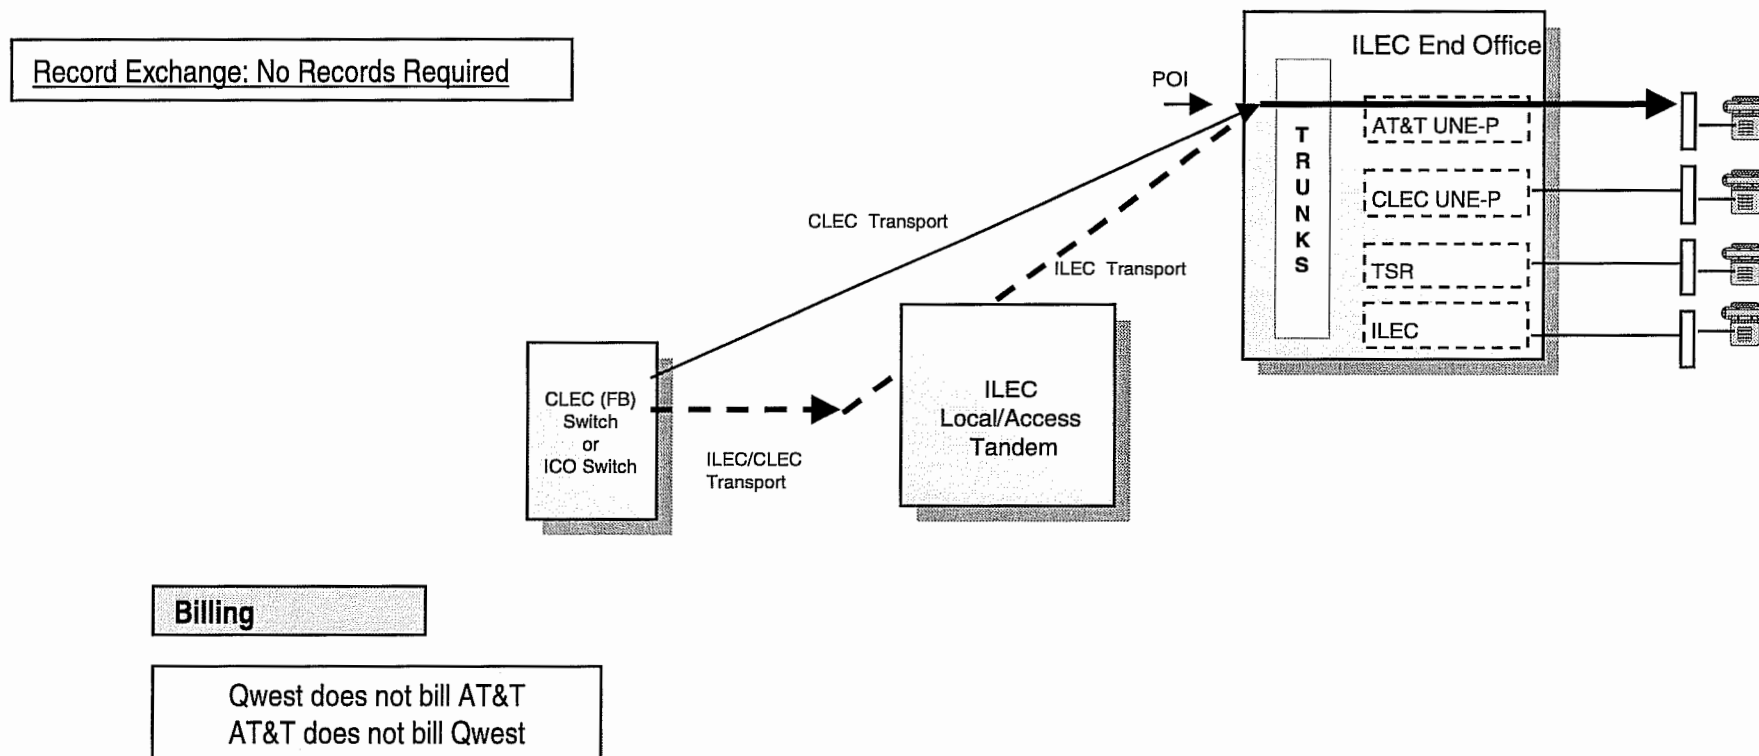 Record Exchange: No Records Required
ILEC End Office
POI
TRUNKS
AT&T UNE-P
CLEC UNE-P
TSR
ILEC
CLEC Transport
ILEC Transport
CLEC (FB)
Switch
or
ICO Switch
ILEC/CLEC
Transport
ILEC
Local/Access
Tandem
Billing
Qwest does not bill AT&T
AT&T does not bill Qwest